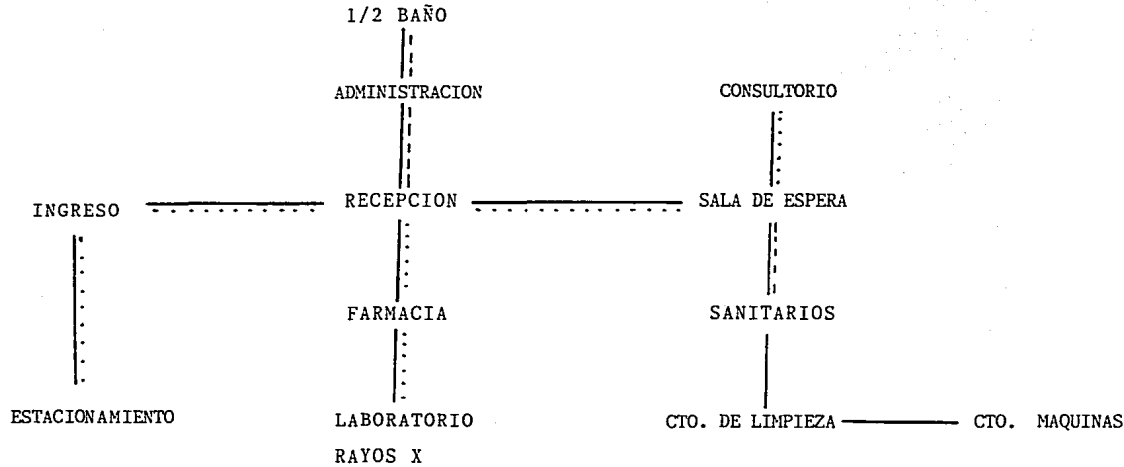 1/2 BAÑO
ADMINISTRACION
CONSULTORIO
INGRESO
RECEPCION
SALA DE ESPERA
FARMACIA
SANITARIOS
ESTACIONAMIENTO
LABORATORIO
RAYOS X
CTO. DE LIMPIEZA
CTO. MAQUINAS